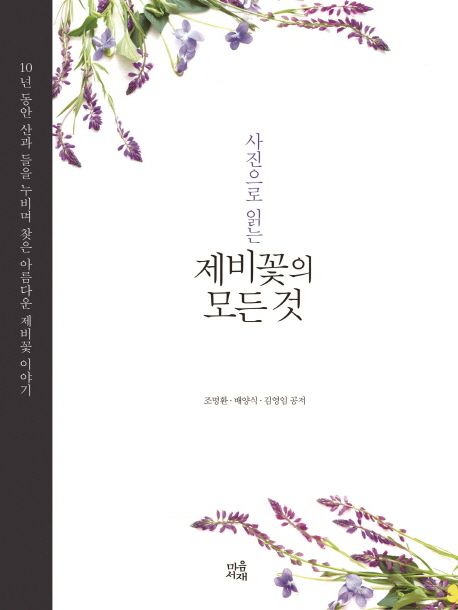 10년 동안 산과 들을 누비며 찾은 아름다운 제비꽃 이야기
사진으로 읽는
제비꽃의
모든 것
조명환·배양식·김영임 공저
마음
서재